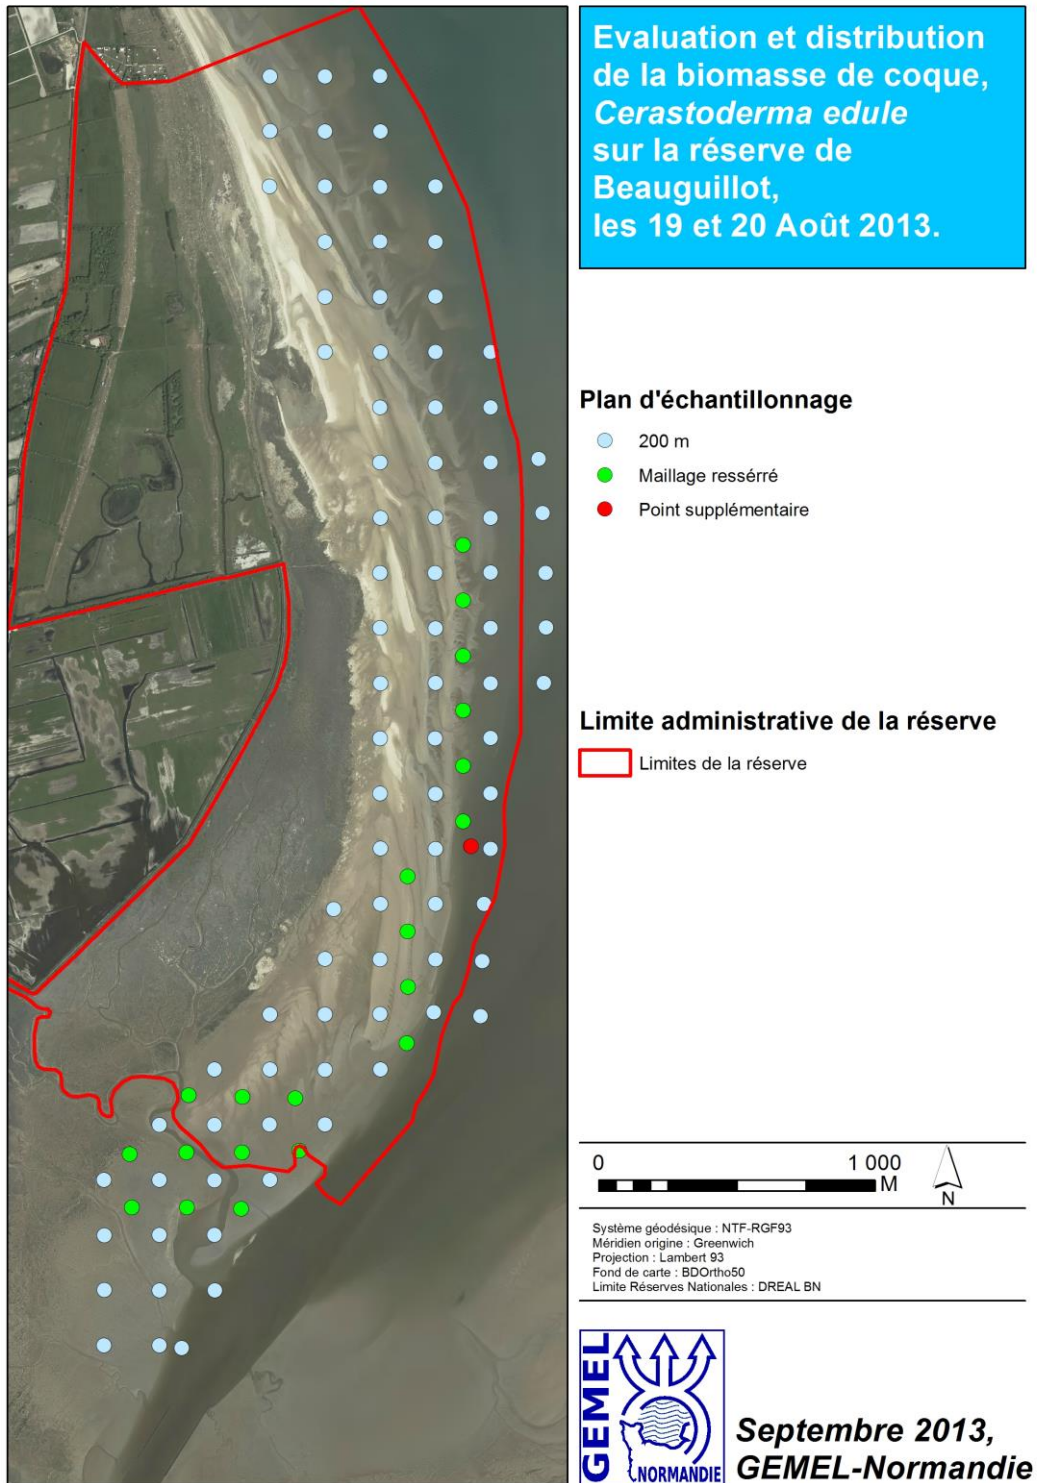 Evaluation et distribution
de la biomasse de coque,
Cerastoderma edule
sur la réserve de
Beauguillot,
les 19 et 20 Août 2013.
Plan d'échantillonnage
200 m
Maillage ressérré
Point supplémentaire
Limite administrative de la réserve
Limites de la réserve
0 1 000
M
N
Système géodésique : NTF-RGF93
Méridien origine : Greenwich
Projection : Lambert 93
Fond de carte : BDOrtho50
Limite Réserves Nationales : DREAL BN
GEMEL
NORMANDIE
Septembre 2013,
GEMEL-Normandie